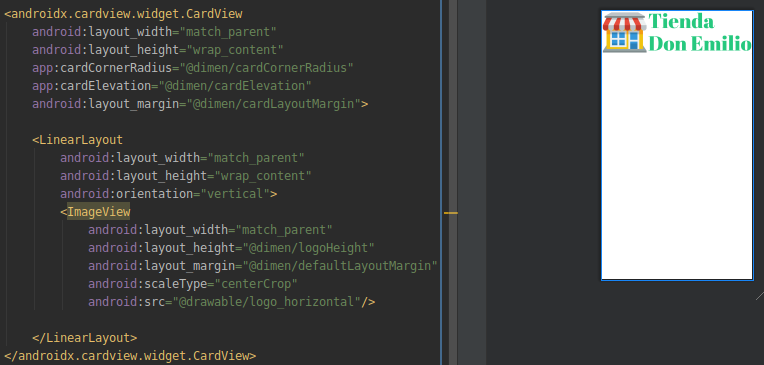 <androidx.cardview.widget.CardView
android:layout_width="match_parent"
android:layout_height="wrap_content"
app:cardCornerRadius="@dimen/cardCornerRadius"
app:cardElevation="@dimen/cardElevation"
android:layout_margin="@dimen/cardLayoutMargin">
<LinearLayout
android:layout_width="match_parent"
android:layout_height="wrap_content"
android:orientation="vertical">
<ImageView
android:layout_width="match_parent"
android:layout_height="@dimen/logoHeight"
android:layout_margin="@dimen/defaultLayoutMargin"
android:scaleType="centerCrop"
android:src="@drawable/logo_horizontal"/>
</LinearLayout>
</androidx.cardview.widget.CardView>
Tienda
Don Emilio